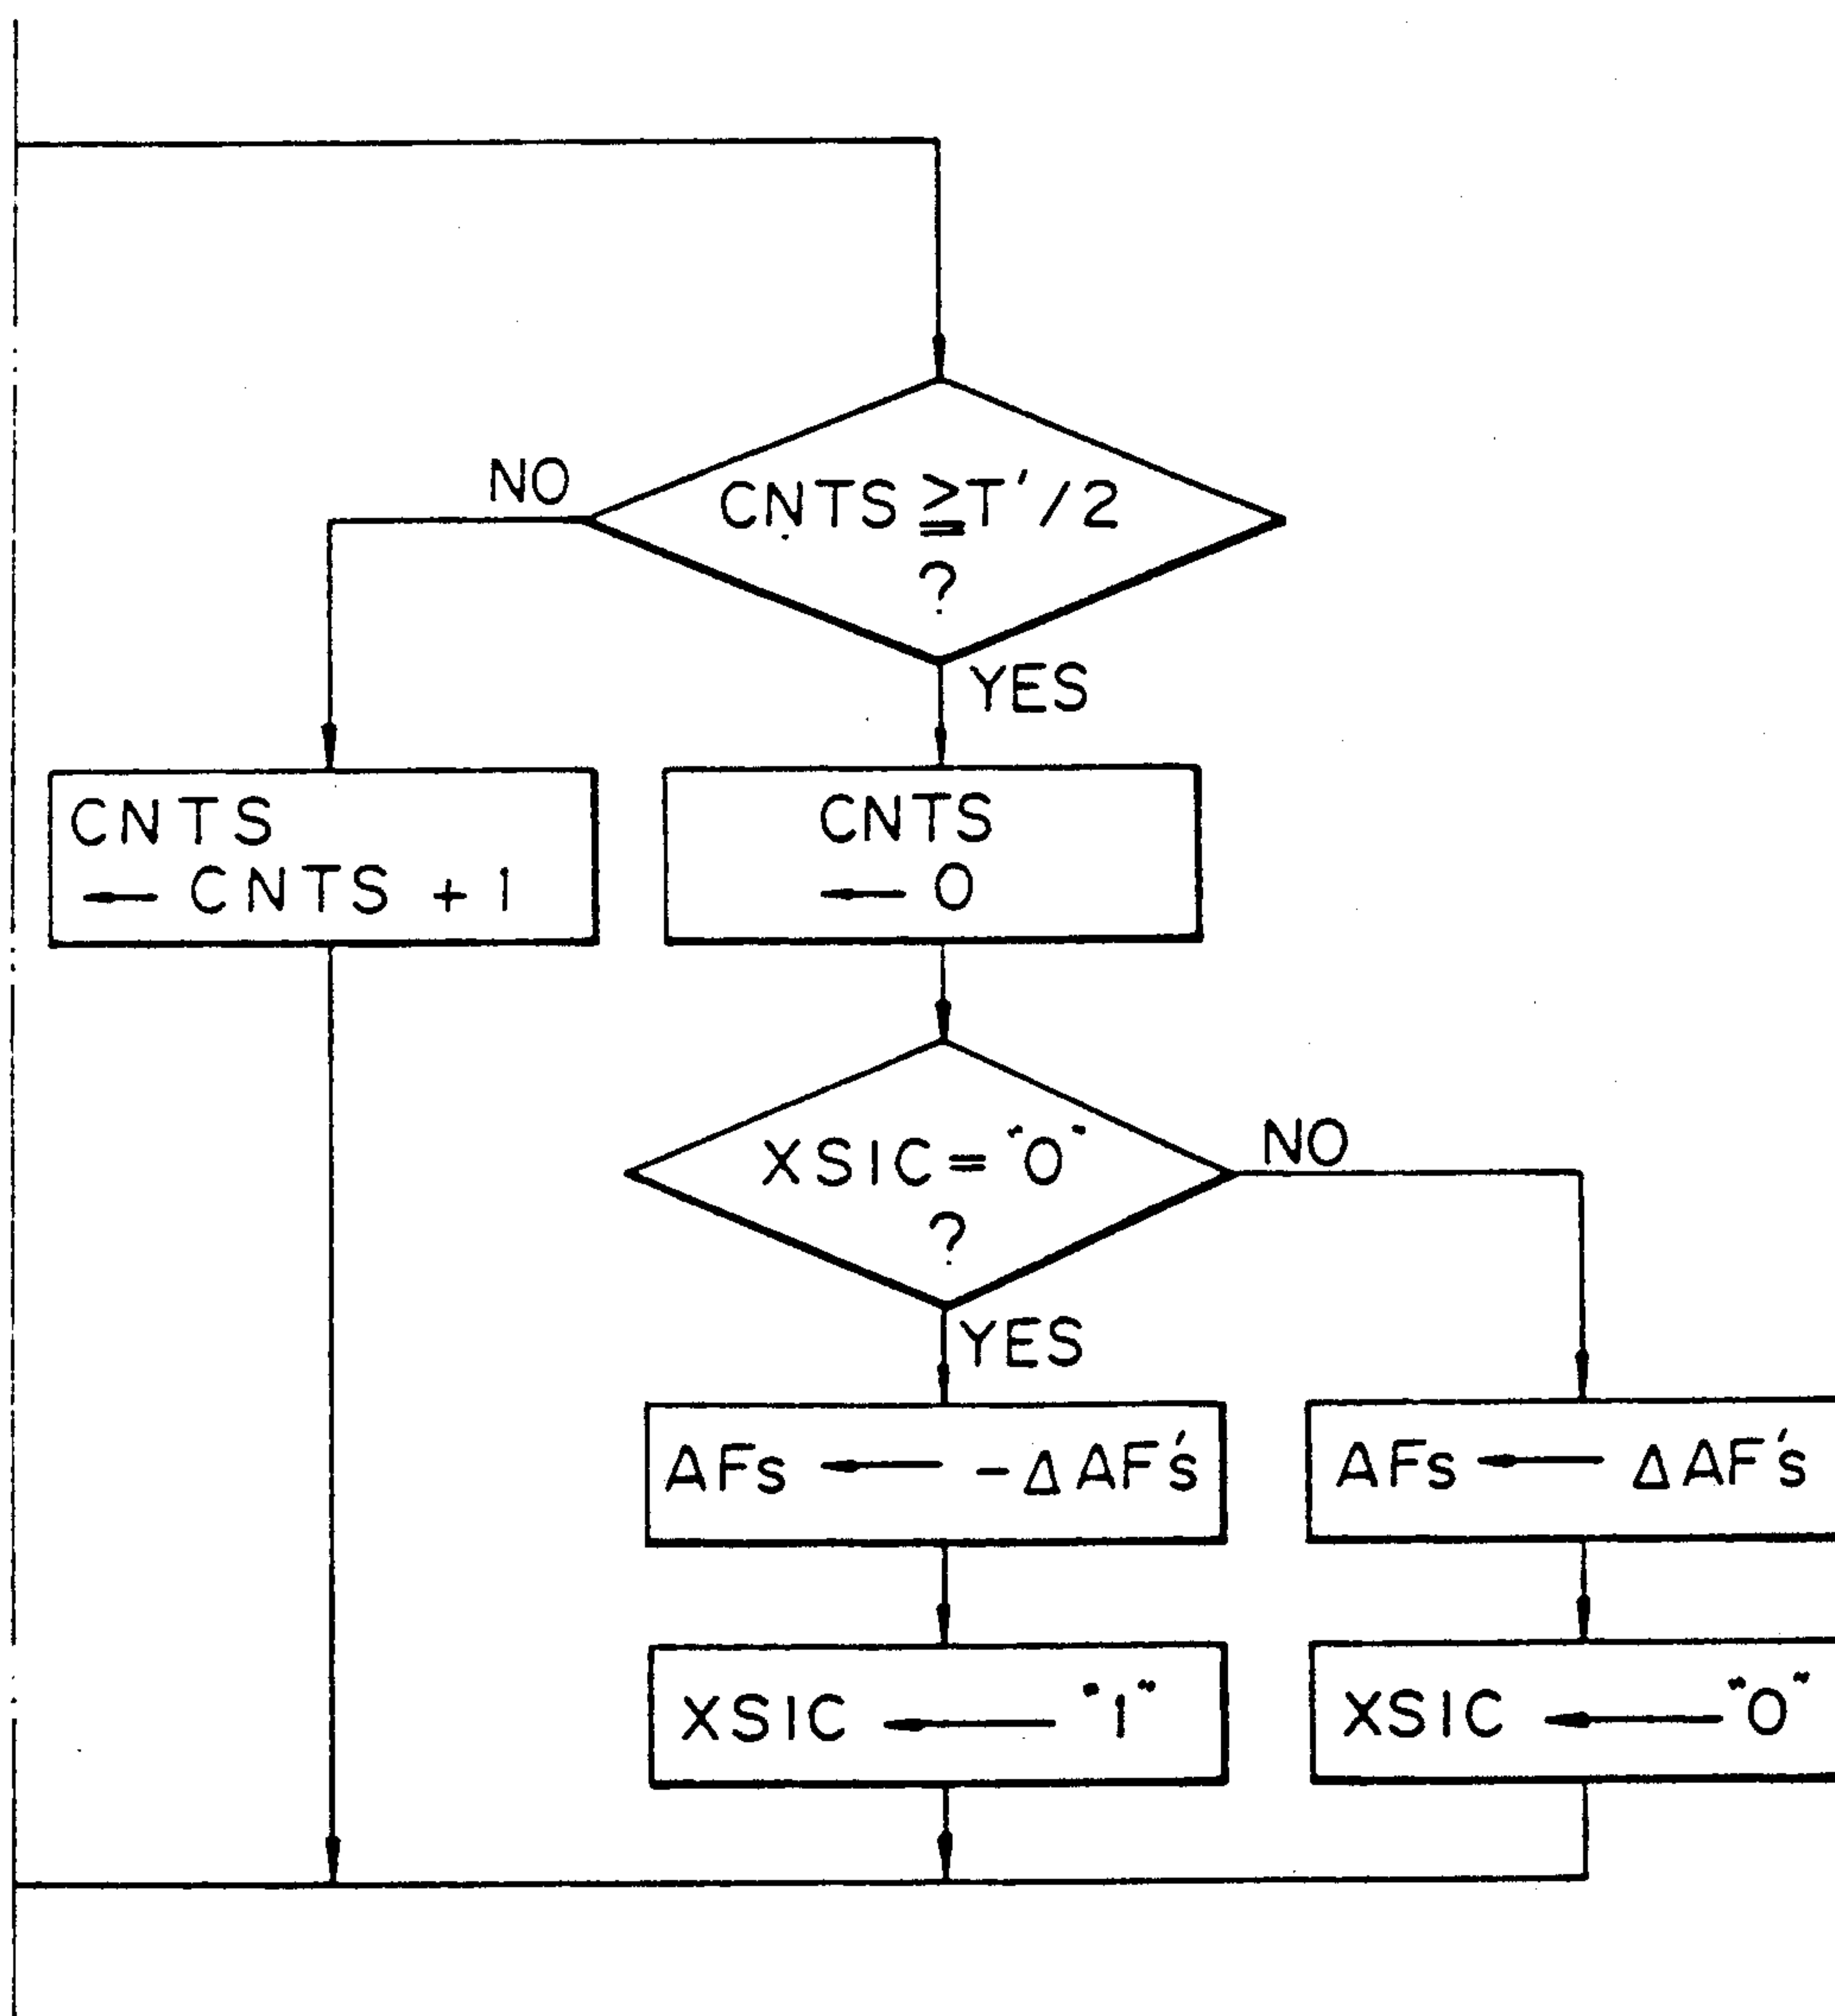 NO
CNTS ≧ T'/2
?
YES
CNTS
← CNTS + 1
CNTS
← 0
XSIC = "0"
?
NO
YES
AFs ← -ΔAF's
AFs ← ΔAF's
XSIC ← "1"
XSIC ← "0"